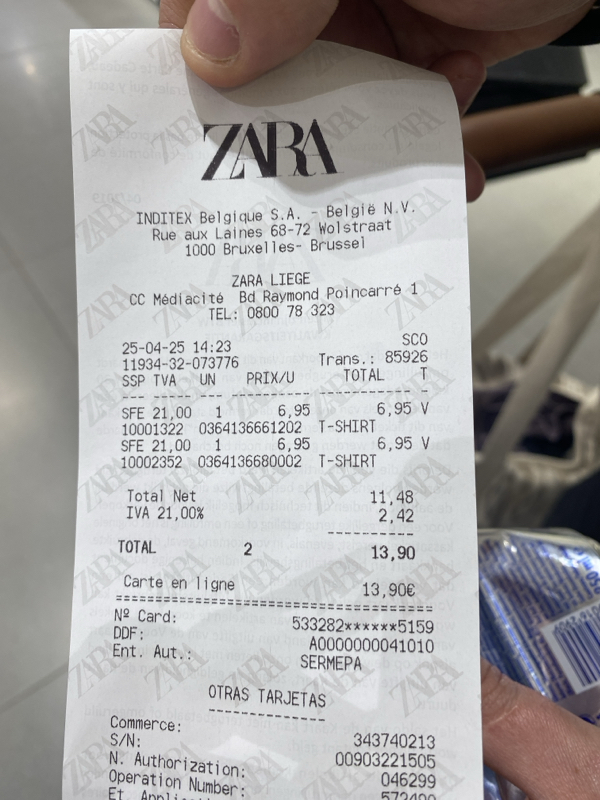 ZARA
INDITEX Belgique S.A. - België N.V.
Rue aux Laines 68-72 Wolstraat
1000 Bruxelles- Brussel
ZARA LIEGE
CC Médiacité Bd Raymond Poincarré 1
TEL: 0800 78 323
25-04-25 14:23 SCO
11934-32-073776 Trans.: 85926
SSP TVA UN PRIX/U TOTAL T
SFE 21,00 1 6,95 6,95 V
10001322 0364136661202 T-SHIRT
SFE 21,00 1 6,95 6,95 V
10002352 0364136680002 T-SHIRT
Total Net 11,48
IVA 21,00% 2,42
TOTAL 2 13,90
Carte en ligne 13,90€
Nº Card: 533282******5159
DDF: A0000000041010
Ent. Aut.: SERMEPA
OTRAS TARJETAS
Commerce: 343740213
S/N: 00903221505
N. Authorization: 046299
Operation Number: 572490